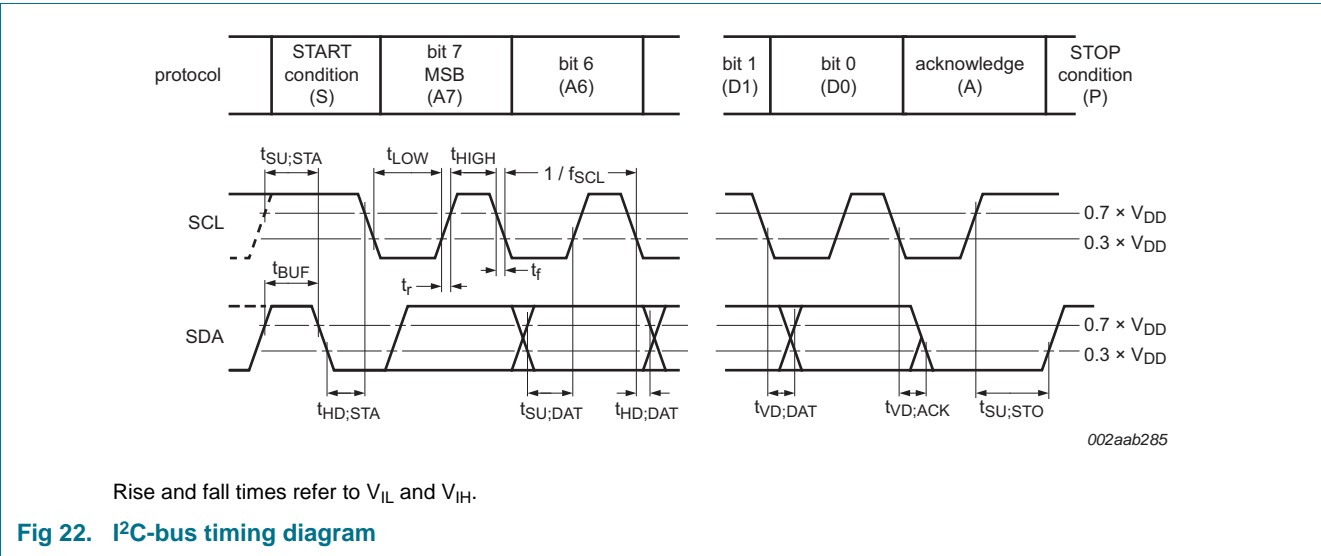 protocol
START
condition
(S)
bit 7
MSB
(A7)
bit 6
(A6)
bit 1
(D1)
bit 0
(D0)
acknowledge
(A)
STOP
condition
(P)
tSU;STA
tLOW
tHIGH
1 / fSCL
SCL
0.7 × VDD
0.3 × VDD
tBUF
tr
tf
SDA
0.7 × VDD
0.3 × VDD
tHD;STA
tSU;DAT
tHD;DAT
tVD;DAT
tVD;ACK
tSU;STO
002aab285
Rise and fall times refer to VIL and VIH.
Fig 22. I²C-bus timing diagram